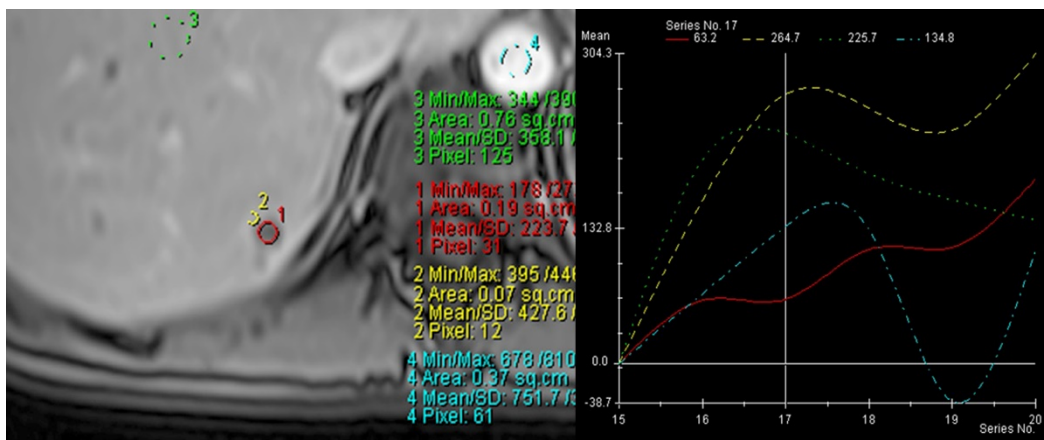 3
4
3 Min/Max: 344 /390
3 Area: 0.76 sq.cm
3 Mean/SD: 358.1 /
3 Pixel: 125
1 Min/Max: 178 /27
1 Area: 0.19 sq.cm
1 Mean/SD: 223.7
1 Pixel: 31
2
1
2 Min/Max: 395 /446
2 Area: 0.07 sq.cm
2 Mean/SD: 427.6 /
2 Pixel: 12
4 Min/Max: 678 /810
4 Area: 0.37 sq.cm
4 Mean/SD: 751.7 /
4 Pixel: 61
Series No. 17
Mean
63.2 264.7 225.7 134.8
304.3
132.8
0.0
-38.7
15 16 17 18 19 20
Series No.